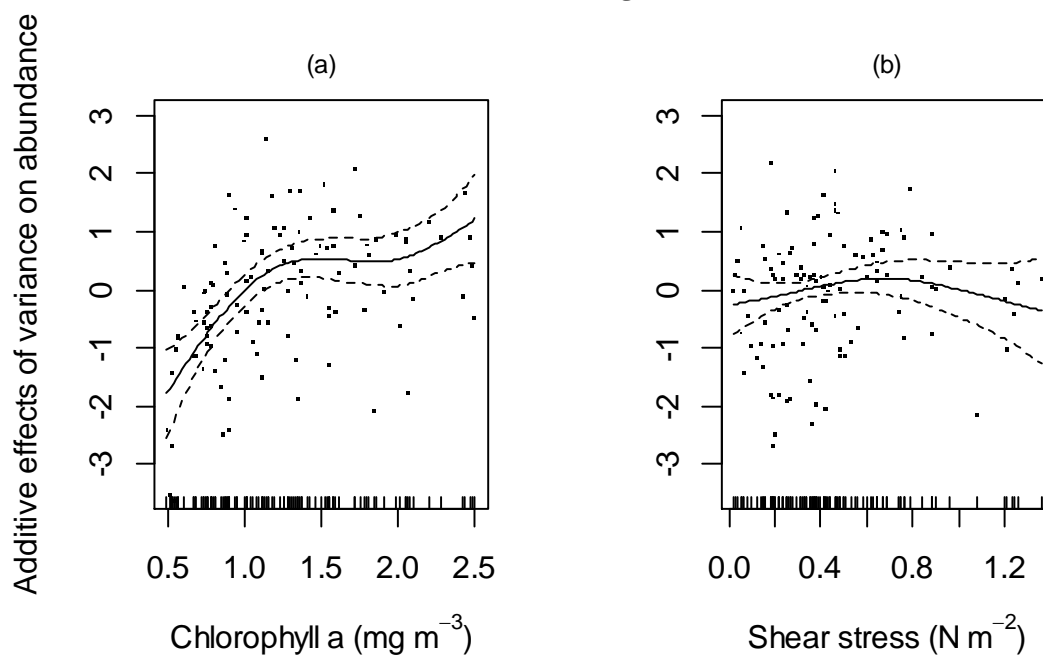 Additive effects of variance on abundance
(a)
3
2
1
0
-1
-2
-3
0.5 1.0 1.5 2.0 2.5
Chlorophyll a (mg m⁻³)
(b)
3
2
1
0
-1
-2
-3
0.0 0.4 0.8 1.2
Shear stress (N m⁻²)